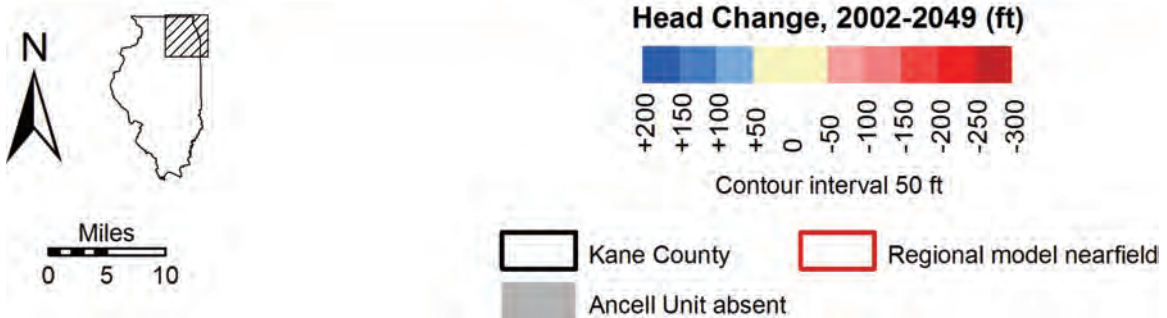 N
Miles
0 5 10
Head Change, 2002-2049 (ft)
+200
+150
+100
+50
0
-50
-100
-150
-200
-250
-300
Contour interval 50 ft
Kane County
Regional model nearfield
Ancell Unit absent